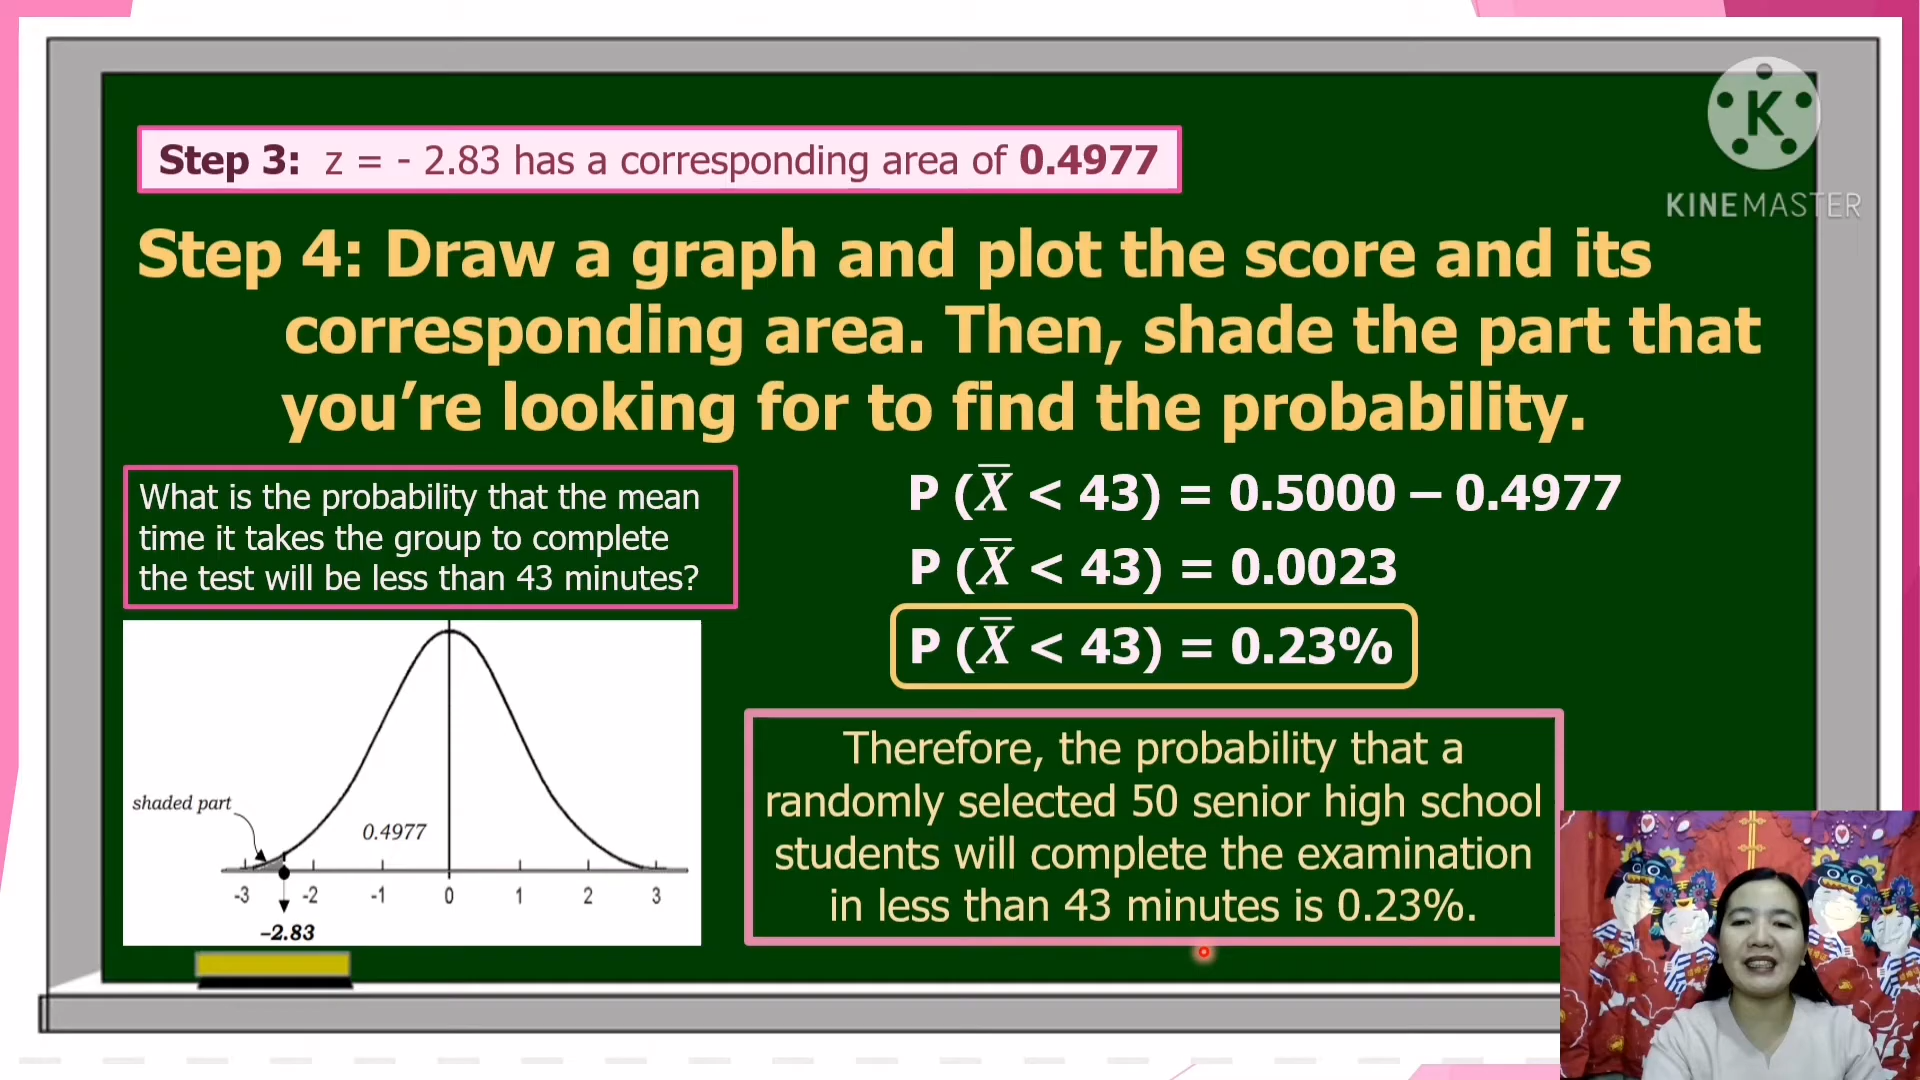 Step 3: z = - 2.83 has a corresponding area of 0.4977
K
KINEMASTER
Step 4: Draw a graph and plot the score and its
corresponding area. Then, shade the part that
you’re looking for to find the probability.
What is the probability that the mean
time it takes the group to complete
the test will be less than 43 minutes?
P (X̅ < 43) = 0.5000 – 0.4977
P (X̅ < 43) = 0.0023
P (X̅ < 43) = 0.23%
shaded part
0.4977
-3 -2 -1 0 1 2 3
–2.83
Therefore, the probability that a
randomly selected 50 senior high school
students will complete the examination
in less than 43 minutes is 0.23%.